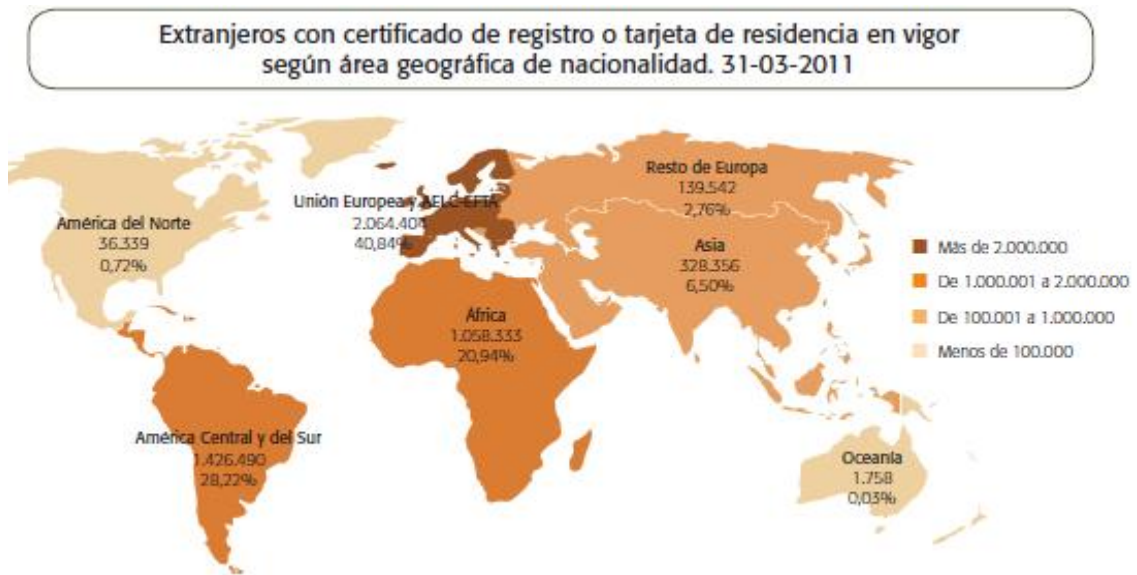 Extranjeros con certificado de registro o tarjeta de residencia en vigor
según área geográfica de nacionalidad. 31-03-2011
Resto de Europa
139.542
2,76%
Unión Europea y AELC-EFTA
2.064.404
40,84%
América del Norte
36.339
0,72%
Asia
328.356
6,50%
Más de 2.000.000
De 1.000.001 a 2.000.000
De 100.001 a 1.000.000
Menos de 100.000
África
1.058.333
20,94%
América Central y del Sur
1.426.490
28,22%
Oceanía
1.758
0,03%